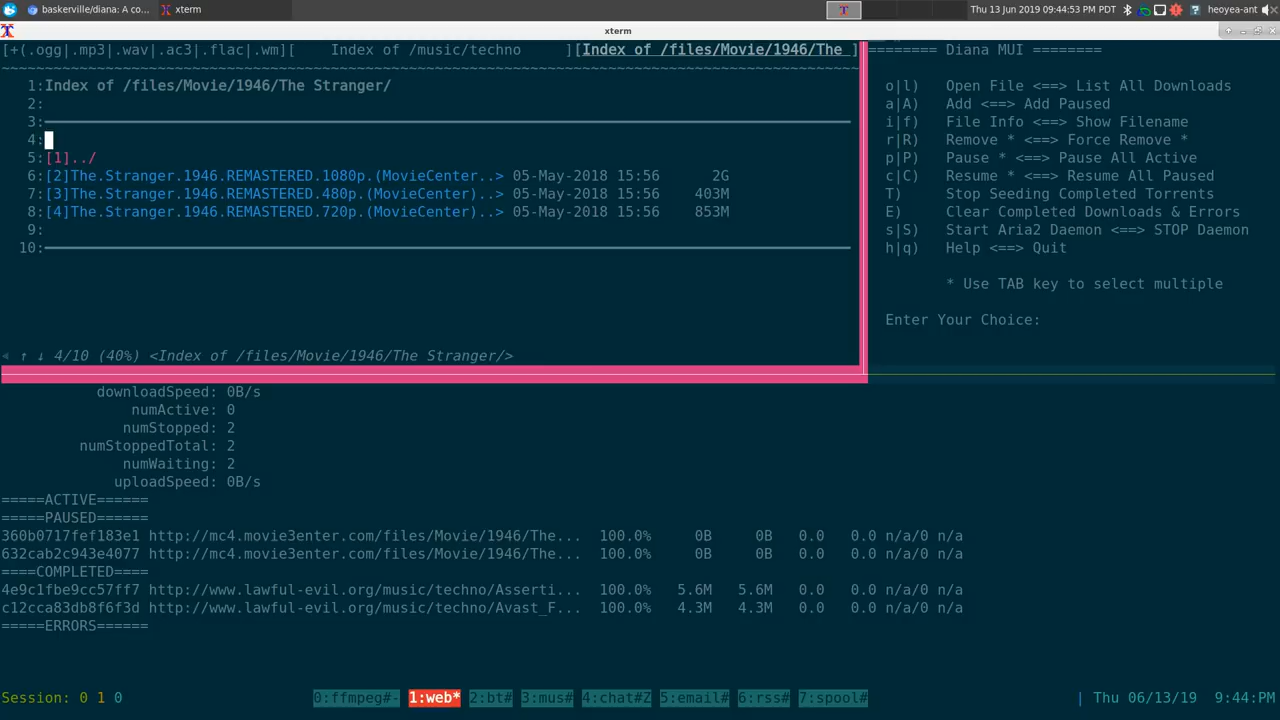 baskerville/diana: A co... xterm Thu 13 Jun 2019 09:44:53 PM PDT heoyea-ant
xterm
[+(.ogg|.mp3|.wav|.ac3|.flac|.wm][ Index of /music/techno ][Index of /files/Movie/1946/The ]
~~~~~~~~~~~~~~~~~~~~~~~~~~~~~~~~~~~~~~~~~~~~~~~~~~~~~~~~~~~~~~~~~~~~~~~~~~~~~~~~~~~~~~~~~~~~~~~~~~~
1:Index of /files/Movie/1946/The Stranger/
2:
3:
4:
5:[1]../
6:[2]The.Stranger.1946.REMASTERED.1080p.(MovieCenter..> 05-May-2018 15:56 2G
7:[3]The.Stranger.1946.REMASTERED.480p.(MovieCenter)..> 05-May-2018 15:56 403M
8:[4]The.Stranger.1946.REMASTERED.720p.(MovieCenter)..> 05-May-2018 15:56 853M
9:
10:
↑ ↓ 4/10 (40%) <Index of /files/Movie/1946/The Stranger/>
======== Diana MUI ========
o|l) Open File <==> List All Downloads
a|A) Add <==> Add Paused
i|f) File Info <==> Show Filename
r|R) Remove * <==> Force Remove *
p|P) Pause * <==> Pause All Active
c|C) Resume * <==> Resume All Paused
T) Stop Seeding Completed Torrents
E) Clear Completed Downloads & Errors
s|S) Start Aria2 Daemon <==> STOP Daemon
h|q) Help <==> Quit
* Use TAB key to select multiple
Enter Your Choice:
downloadSpeed: 0B/s
numActive: 0
numStopped: 2
numStoppedTotal: 2
numWaiting: 2
uploadSpeed: 0B/s
=====ACTIVE======
=====PAUSED======
360b0717fef183e1 http://mc4.movie3enter.com/files/Movie/1946/The... 100.0% 0B 0B 0.0 0.0 n/a/0 n/a
632cab2c943e4077 http://mc4.movie3enter.com/files/Movie/1946/The... 100.0% 0B 0B 0.0 0.0 n/a/0 n/a
====COMPLETED====
4e9c1fbe9cc57ff7 http://www.lawful-evil.org/music/techno/Asserti... 100.0% 5.6M 5.6M 0.0 0.0 n/a/0 n/a
c12cca83db8f6f3d http://www.lawful-evil.org/music/techno/Avast_F... 100.0% 4.3M 4.3M 0.0 0.0 n/a/0 n/a
=====ERRORS======
Session: 0 1 0 0:ffmpeg#- 1:web* 2:bt# 3:mus# 4:chat#Z 5:email# 6:rss# 7:spool# | Thu 06/13/19 9:44:PM